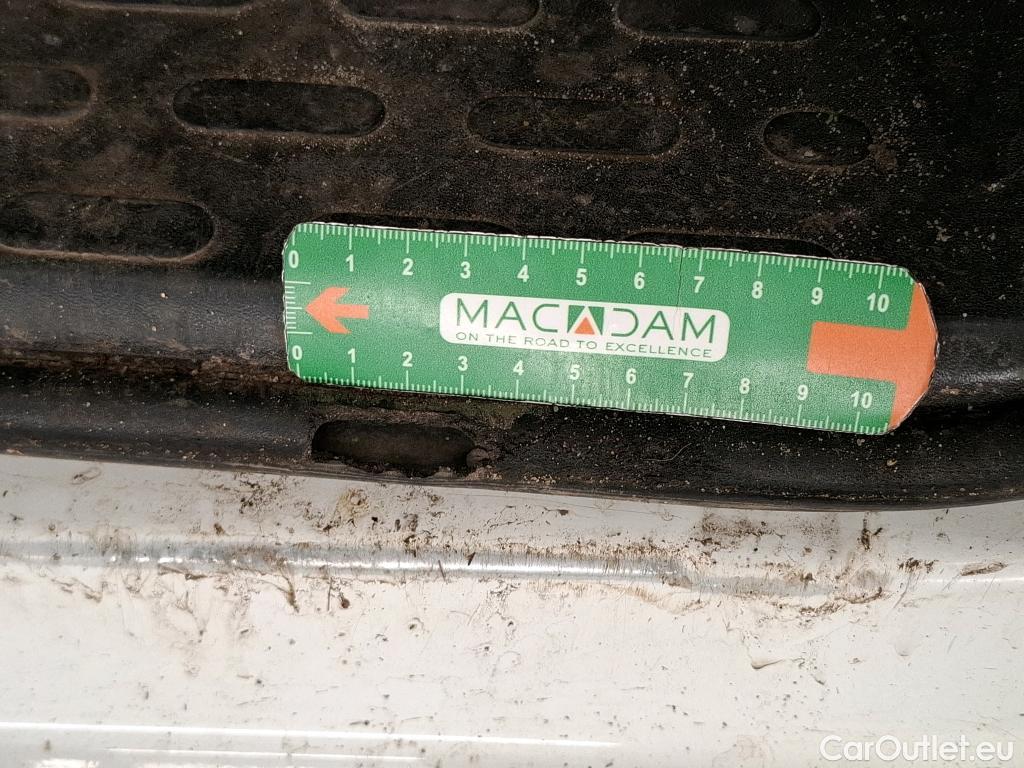 0 1 2 3 4 5 6 7 8 9 10
MACADAM
ON THE ROAD TO EXCELLENCE
0 1 2 3 4 5 6 7 8 9 10
CarOutlet.eu